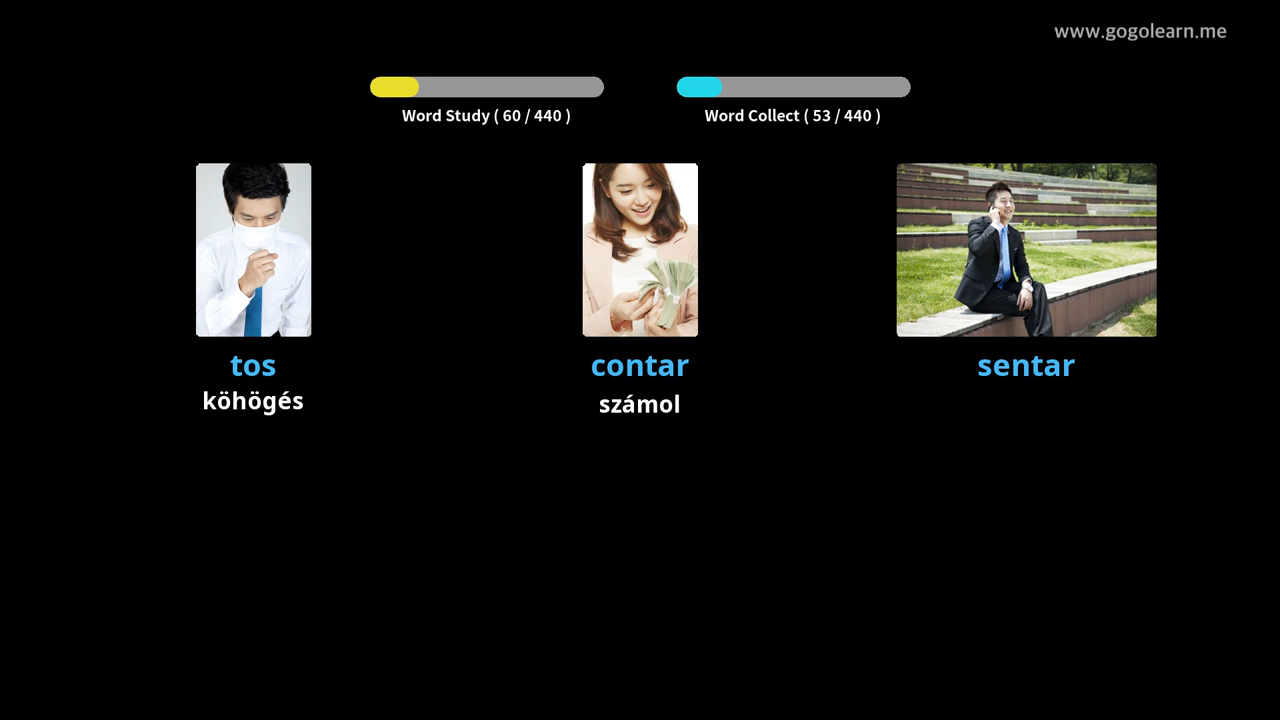 www.gogolearn.me
Word Study ( 60 / 440 )
Word Collect ( 53 / 440 )
tos
köhögés
contar
számol
sentar